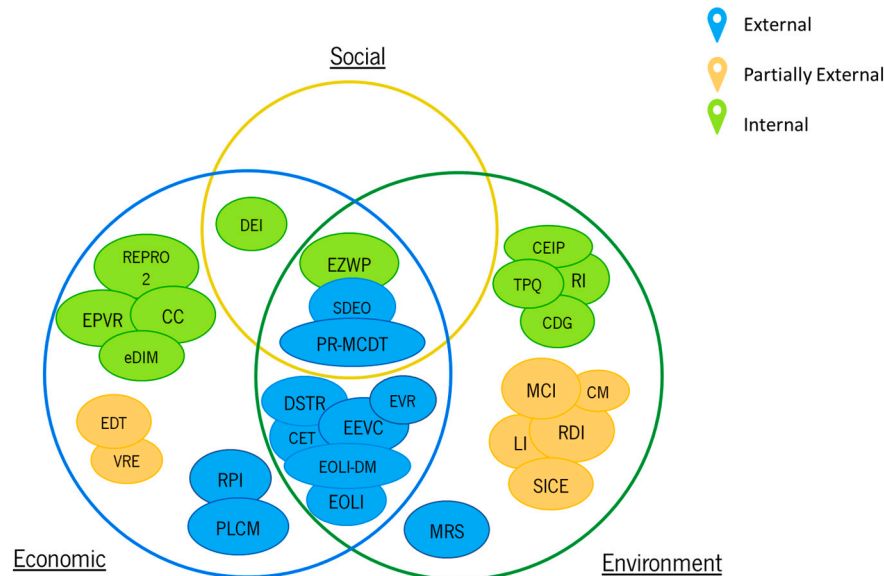 External
Social
Partially External
Internal
DEI
REPRO
2
EPVR
CC
eDIM
EZWP
SDEO
PR-MCDT
CEIP
TPQ
RI
CDG
EDT
VRE
DSTR
EVR
CET
EEVC
EOLI-DM
EOLI
RPI
PLCM
MCI
CM
LI
RDI
SICE
MRS
Economic
Environment